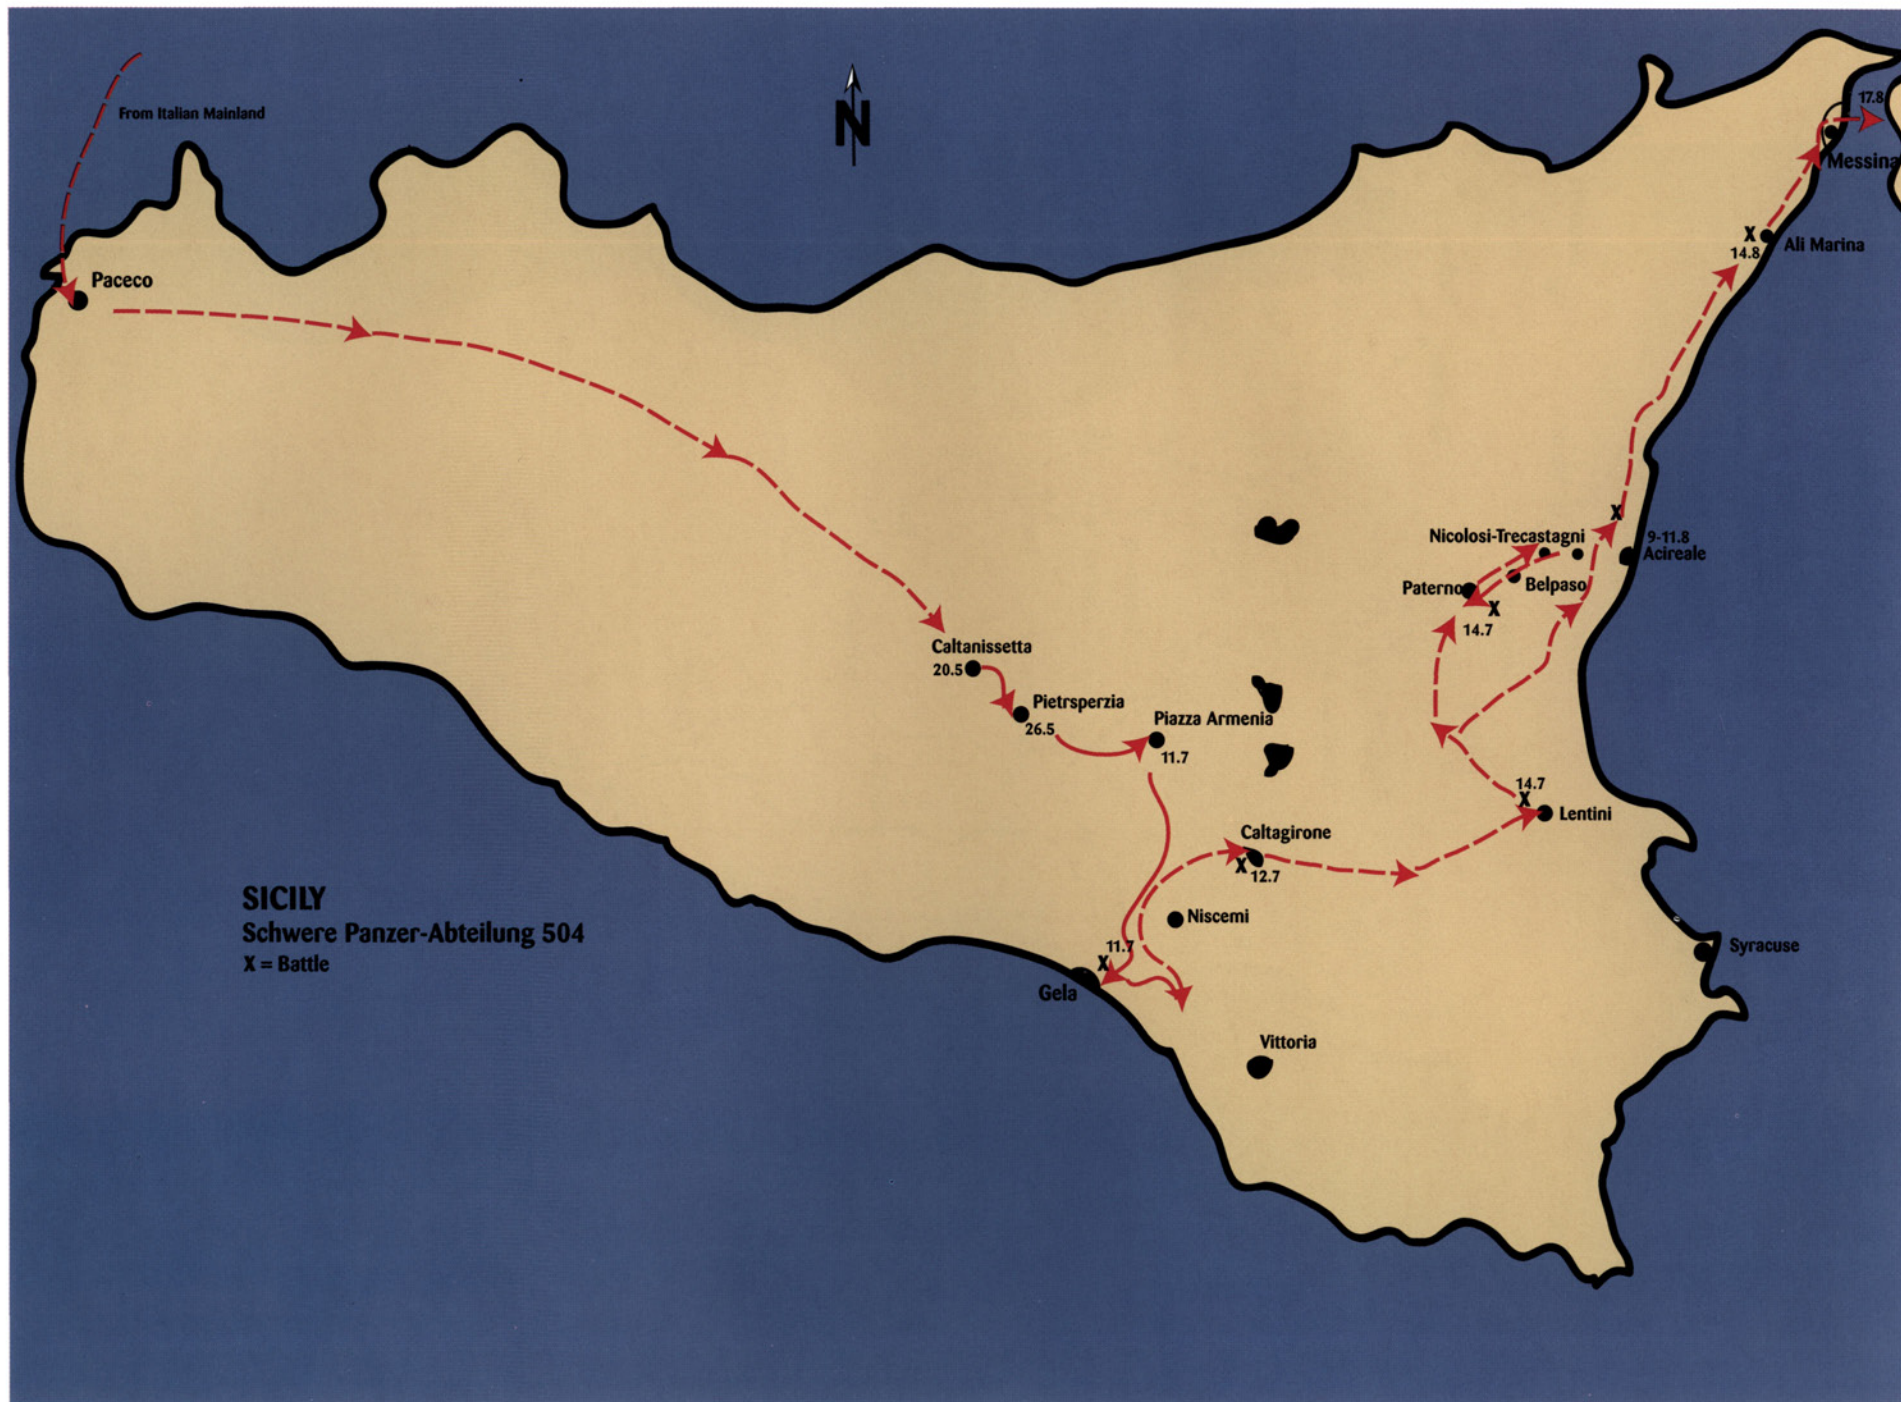 From Italian Mainland
N
17.8
Messina
Ali Marina
14.8
Paceco
Nicolosi-Trecastagni
9-11.8
Acireale
X
Paterno
Belpaso
X
14.7
Caltanissetta
20.5
Pietrsperzia
26.5
Piazza Armenia
11.7
14.7
X
Lentini
Caltagirone
X
12.7
Niscemi
11.7
X
Gela
Syracuse
Vittoria
X
SICILY
Schwere Panzer-Abteilung 504
X = Battle